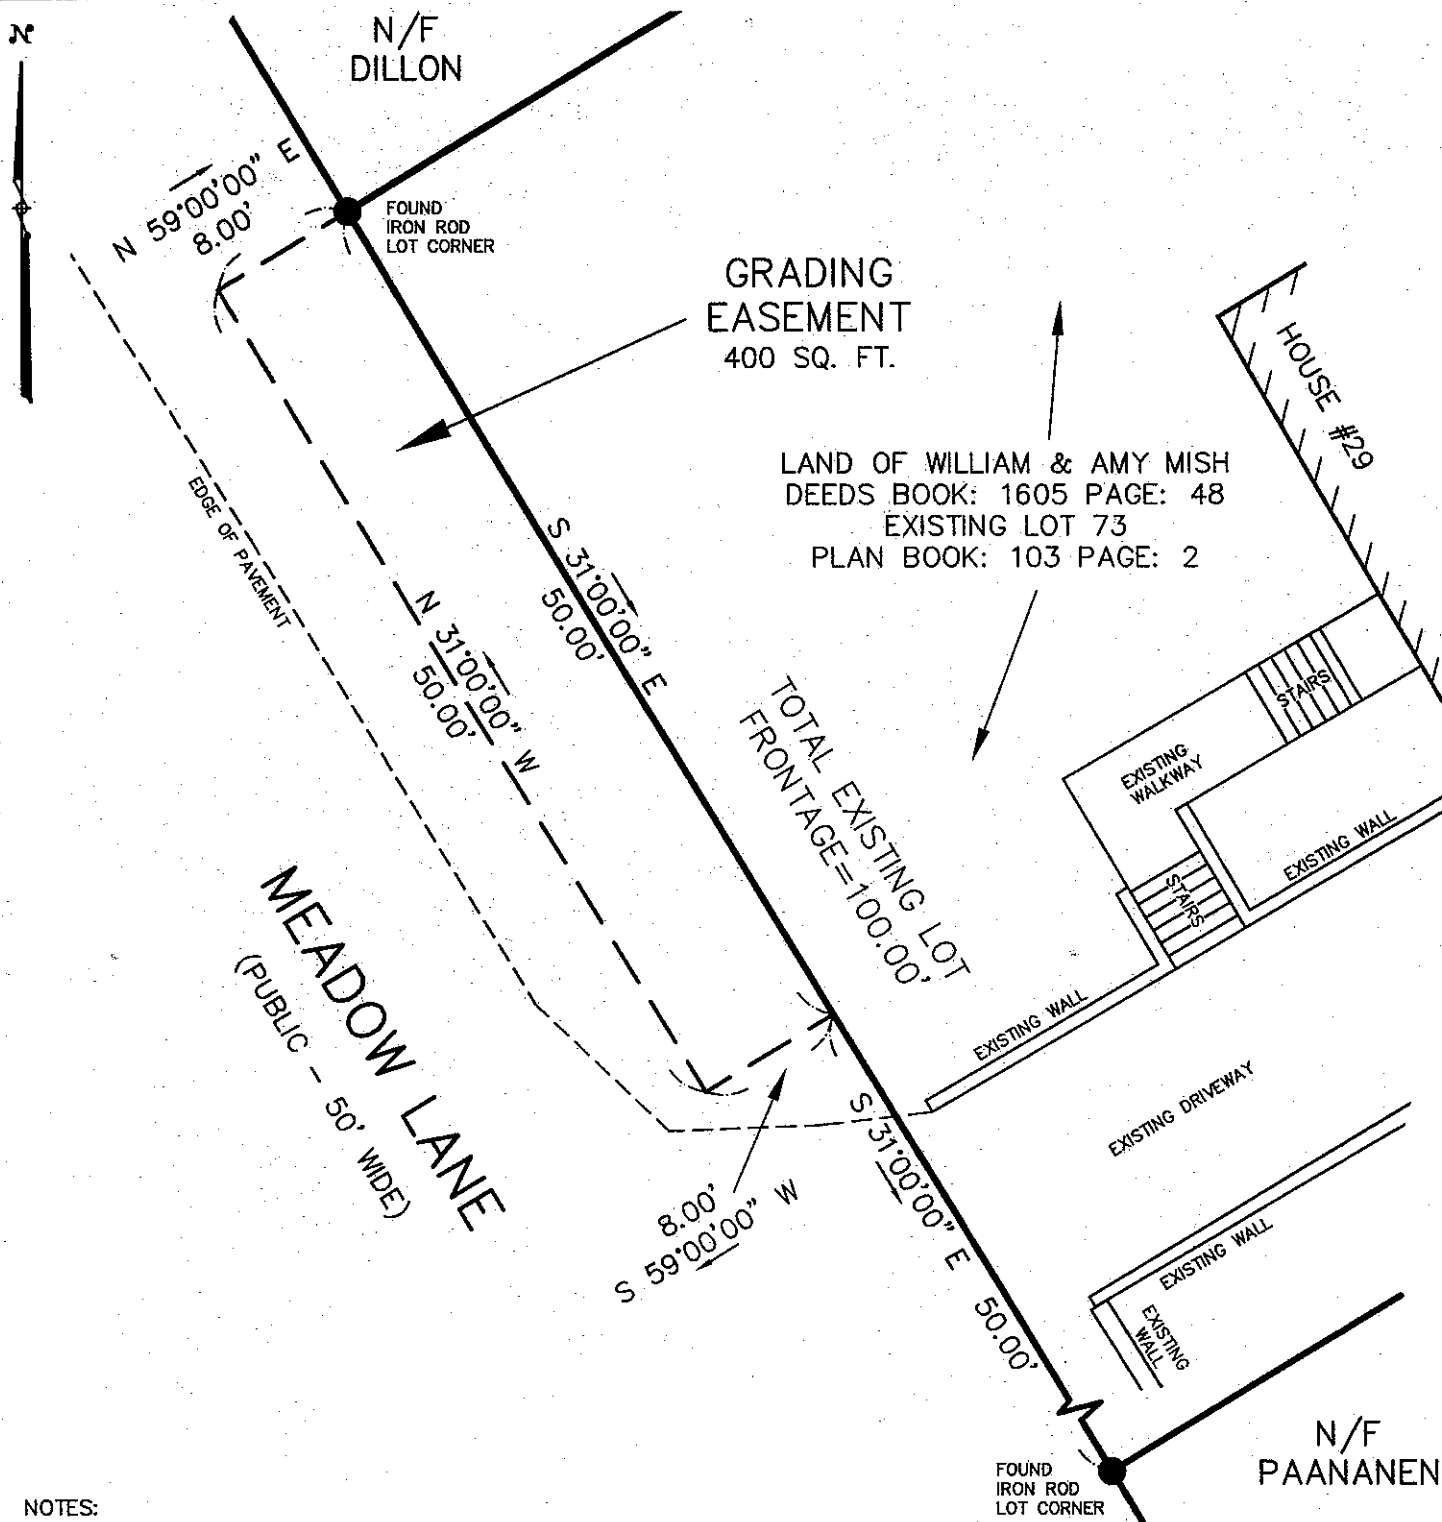 N
N/F
DILLON
N 59°00'00" E
8.00'
FOUND
IRON ROD
LOT CORNER
GRADING
EASEMENT
400 SQ. FT.
HOUSE #29
LAND OF WILLIAM & AMY MISH
DEEDS BOOK: 1605 PAGE: 48
EXISTING LOT 73
PLAN BOOK: 103 PAGE: 2
EDGE OF PAVEMENT
S 31°00'00" E
50.00'
N 31°00'00" W
50.00'
TOTAL EXISTING LOT
FRONTAGE=100.00'
STAIRS
EXISTING
WALKWAY
EXISTING WALL
STAIRS
MEADOW LANE
(PUBLIC - 50' WIDE)
EXISTING WALL
EXISTING DRIVEWAY
S 31°00'00" E 50.00'
8.00'
S 59°00'00" W
EXISTING WALL
EXISTING
WALL
N/F
PAANANEN
FOUND
IRON ROD
LOT CORNER
NOTES: